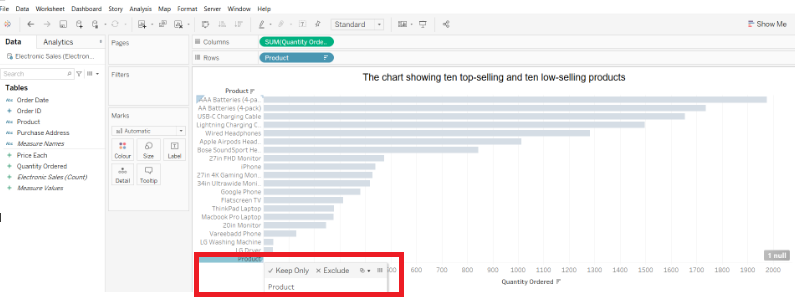 File Data Worksheet Dashboard Story Analysis Map Format Server Window Help
Standard
Show Me
Data Analytics
Electronic Sales (Electron...
Search
Tables
Abc Order Date
Order ID
Abc Product
Abc Purchase Address
Abc Measure Names
Price Each
Quantity Ordered
Electronic Sales (Count)
Measure Values
Pages
Filters
Marks
Automatic
Colour Size Label
Detail Tooltip
Columns SUM(Quantity Orde..
Rows Product
The chart showing ten top-selling and ten low-selling products
Product
AAA Batteries (4-pa..
AA Batteries (4-pack)
USB-C Charging Cable
Lightning Charging C..
Wired Headphones
Apple Airpods Head..
Bose SoundSport He..
27in FHD Monitor
iPhone
27in 4K Gaming Mon..
34in Ultrawide Moni..
Google Phone
Flatscreen TV
ThinkPad Laptop
Macbook Pro Laptop
20in Monitor
Vareebadd Phone
LG Washing Machine
LG Dryer
Product
1 null
Keep Only Exclude
Product
500 600 700 800 900 1000 1100 1200 1300 1400 1500 1600 1700 1800 1900 2000
Quantity Ordered